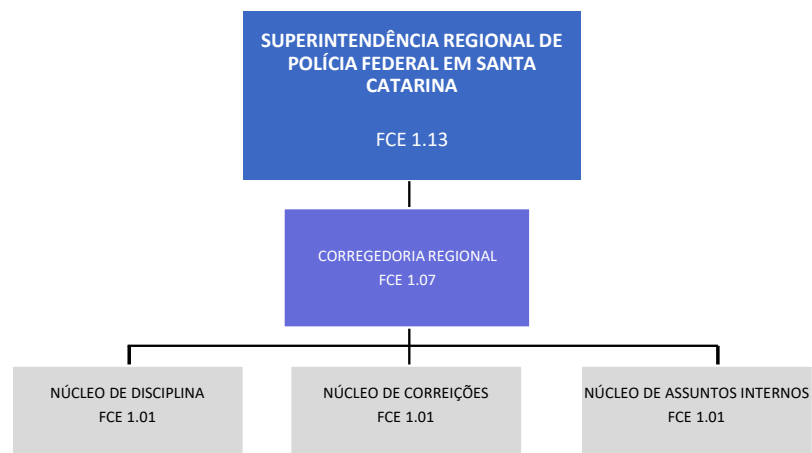 SUPERINTENDÊNCIA REGIONAL DE
POLÍCIA FEDERAL EM SANTA
CATARINA
FCE 1.13
CORREGEDORIA REGIONAL
FCE 1.07
NÚCLEO DE DISCIPLINA
FCE 1.01
NÚCLEO DE CORREIÇÕES
FCE 1.01
NÚCLEO DE ASSUNTOS INTERNOS
FCE 1.01